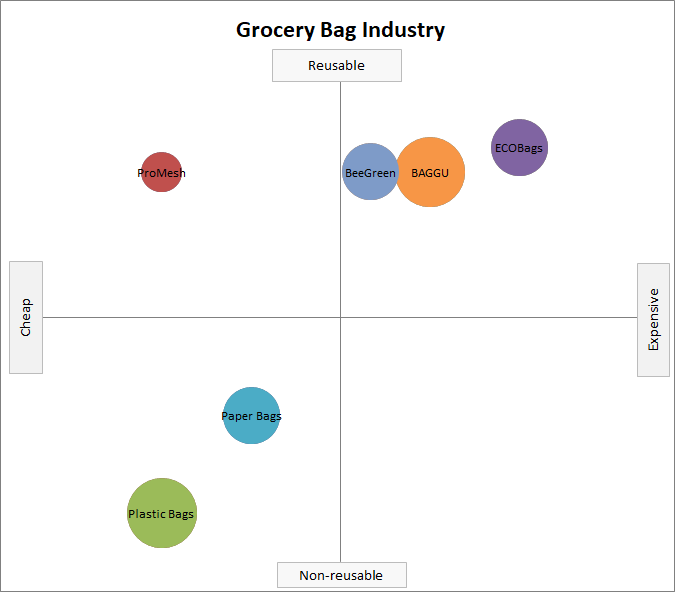 Grocery Bag Industry
Reusable
ECOBags
ProMesh
BeeGreen
BAGGU
Cheap
Expensive
Paper Bags
Plastic Bags
Non-reusable